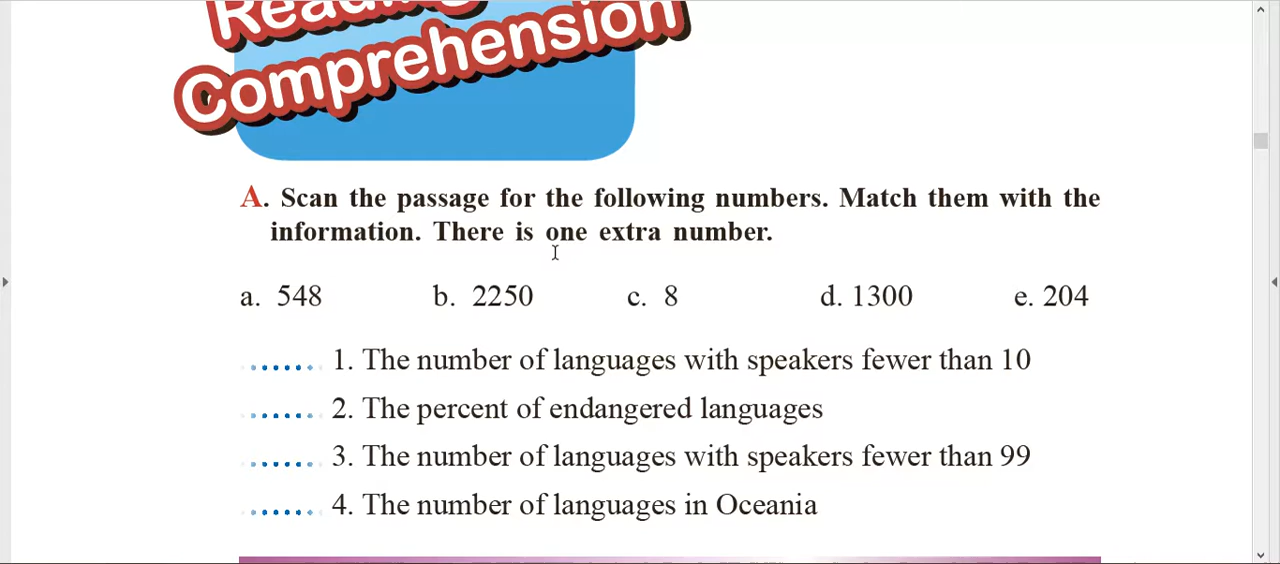 Reading
Comprehension
A. Scan the passage for the following numbers. Match them with the
information. There is one extra number.
a. 548 b. 2250 c. 8 d. 1300 e. 204
...... 1. The number of languages with speakers fewer than 10
...... 2. The percent of endangered languages
...... 3. The number of languages with speakers fewer than 99
...... 4. The number of languages in Oceania